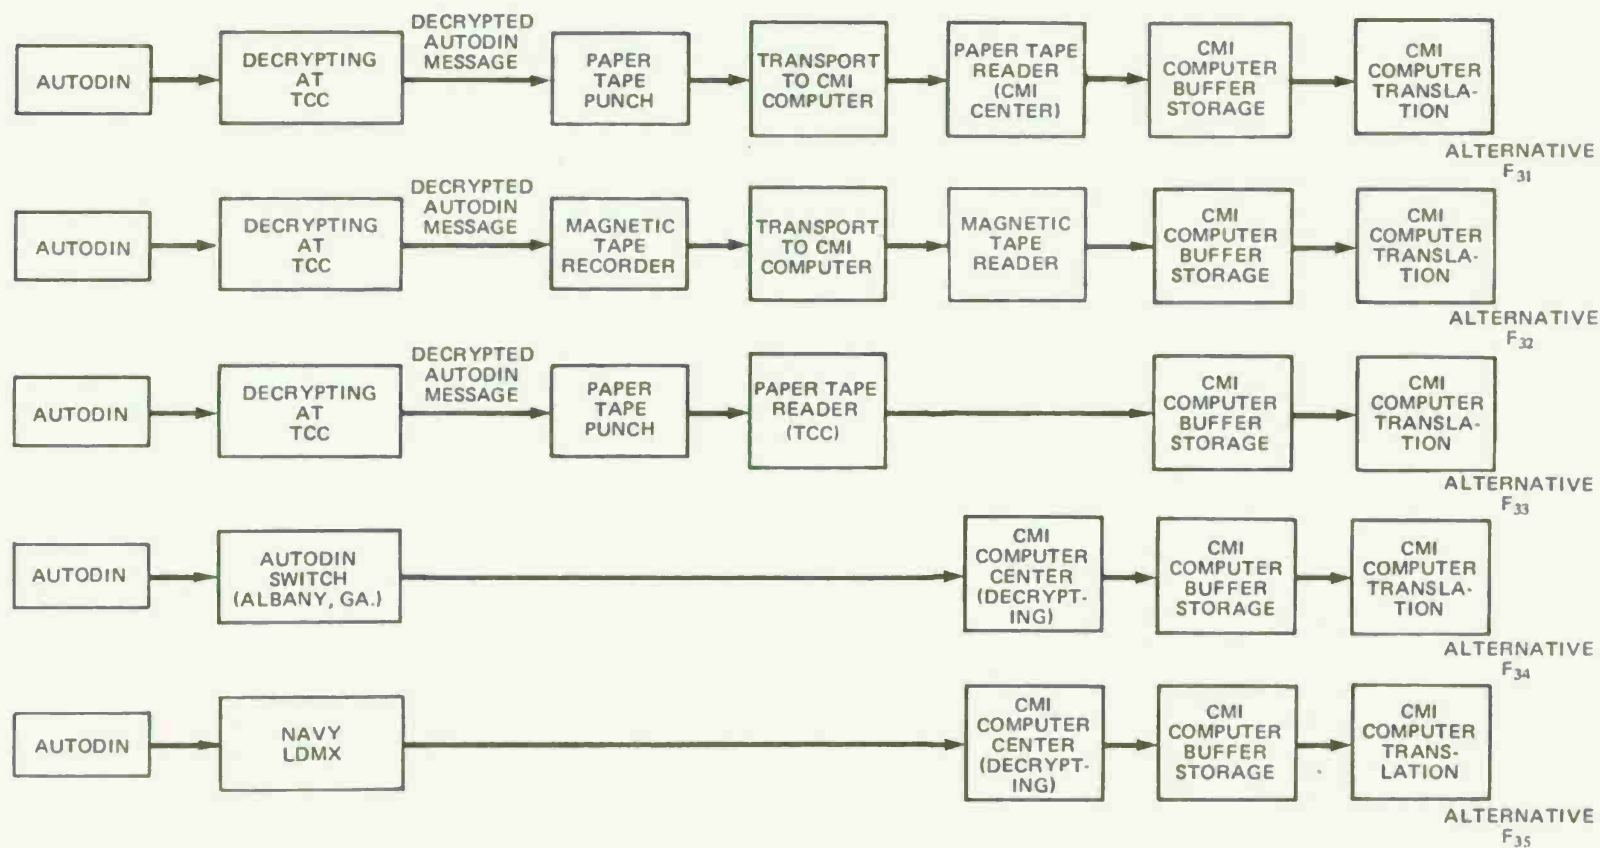 AUTODIN
DECRYPTING
AT
TCC
DECRYPTED
AUTODIN
MESSAGE
PAPER
TAPE
PUNCH
TRANSPORT
TO CMI
COMPUTER
PAPER TAPE
READER
(CMI
CENTER)
CMI
COMPUTER
BUFFER
STORAGE
CMI
COMPUTER
TRANSLA-
TION
ALTERNATIVE
F31
AUTODIN
DECRYPTING
AT
TCC
DECRYPTED
AUTODIN
MESSAGE
MAGNETIC
TAPE
RECORDER
TRANSPORT
TO CMI
COMPUTER
MAGNETIC
TAPE
READER
CMI
COMPUTER
BUFFER
STORAGE
CMI
COMPUTER
TRANSLA-
TION
ALTERNATIVE
F32
AUTODIN
DECRYPTING
AT
TCC
DECRYPTED
AUTODIN
MESSAGE
PAPER
TAPE
PUNCH
PAPER TAPE
READER
(TCC)
CMI
COMPUTER
BUFFER
STORAGE
CMI
COMPUTER
TRANSLA-
TION
ALTERNATIVE
F33
AUTODIN
AUTODIN
SWITCH
(ALBANY, GA.)
CMI
COMPUTER
CENTER
(DECRYPT-
ING)
CMI
COMPUTER
BUFFER
STORAGE
CMI
COMPUTER
TRANSLA-
TION
ALTERNATIVE
F34
AUTODIN
NAVY
LDMX
CMI
COMPUTER
CENTER
(DECRYPT-
ING)
CMI
COMPUTER
BUFFER
STORAGE
CMI
COMPUTER
TRANS-
LATION
ALTERNATIVE
F35